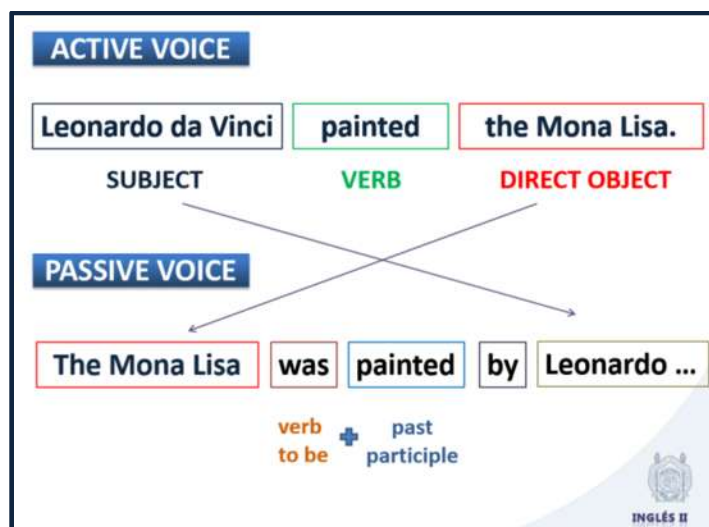 ACTIVE VOICE
Leonardo da Vinci painted the Mona Lisa.
SUBJECT VERB DIRECT OBJECT
PASSIVE VOICE
The Mona Lisa was painted by Leonardo ...
verb past
to be participle
INGLÉS II